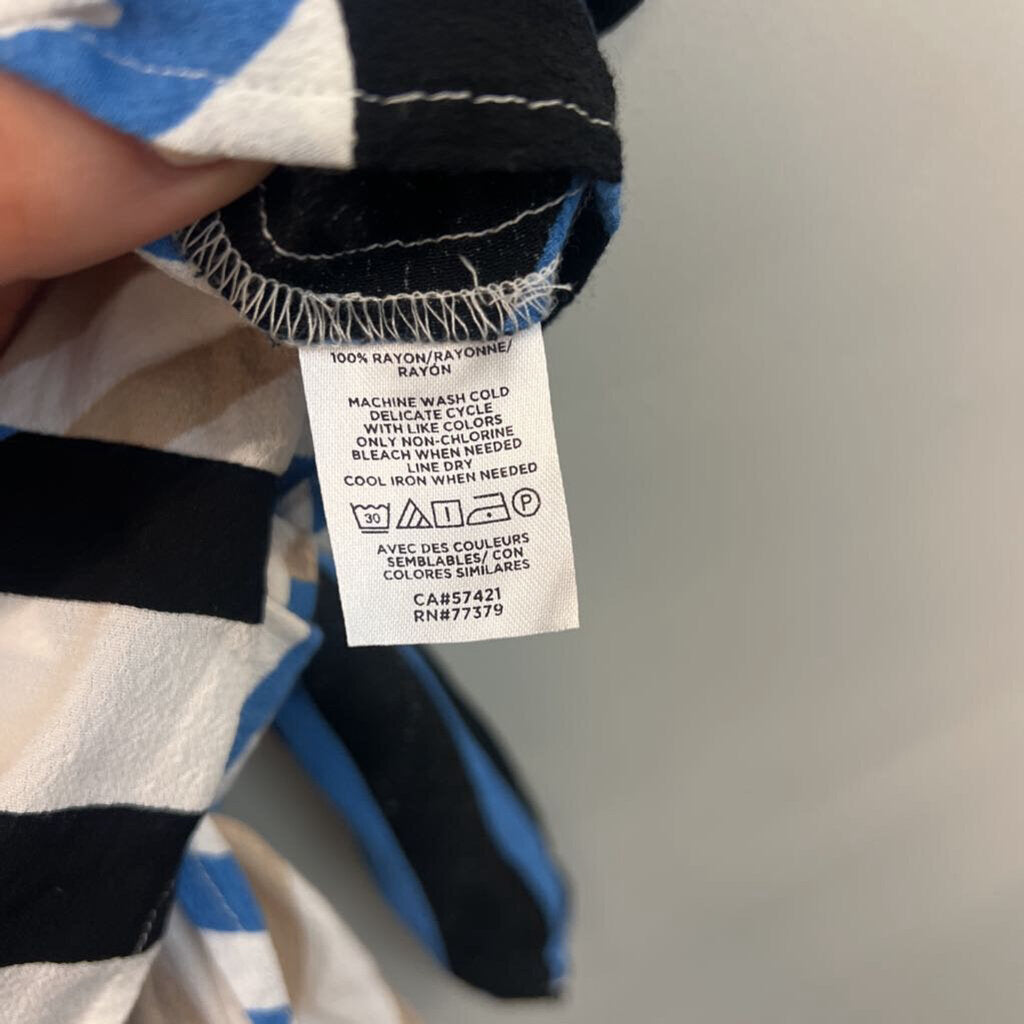 100% RAYON/RAYONNE/
RAYÓN
MACHINE WASH COLD
DELICATE CYCLE
WITH LIKE COLORS
ONLY NON-CHLORINE
BLEACH WHEN NEEDED
LINE DRY
COOL IRON WHEN NEEDED
30 P
AVEC DES COULEURS
SEMBLABLES/ CON
COLORES SIMILARES
CA#57421
RN#77379